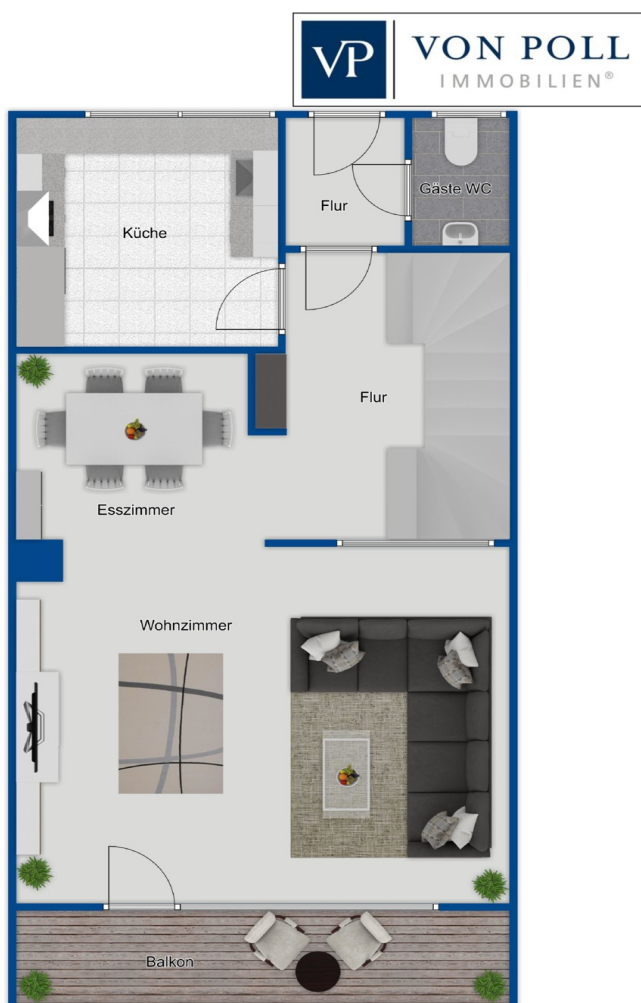 VP
VON POLL
IMMOBILIEN®
Küche
Flur
Gäste WC
Flur
Esszimmer
Wohnzimmer
Balkon